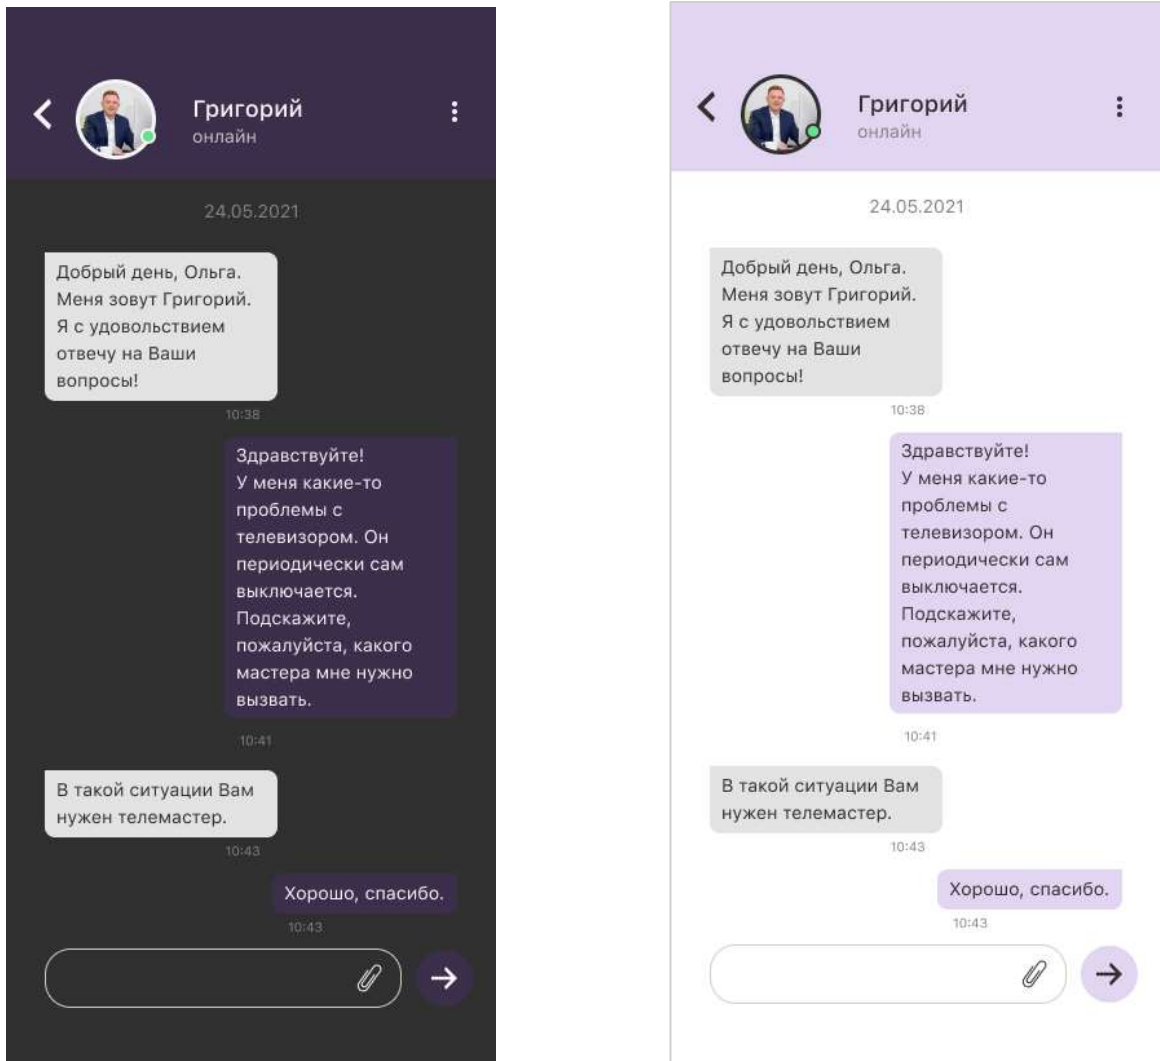 Григорий
онлайн
24.05.2021
Добрый день, Ольга.
Меня зовут Григорий.
Я с удовольствием
отвечу на Ваши
вопросы!
10:38
Здравствуйте!
У меня какие-то
проблемы с
телевизором. Он
периодически сам
выключается.
Подскажите,
пожалуйста, какого
мастера мне нужно
вызвать.
10:41
В такой ситуации Вам
нужен телемастер.
10:43
Хорошо, спасибо.
10:43
Григорий
онлайн
24.05.2021
Добрый день, Ольга.
Меня зовут Григорий.
Я с удовольствием
отвечу на Ваши
вопросы!
10:38
Здравствуйте!
У меня какие-то
проблемы с
телевизором. Он
периодически сам
выключается.
Подскажите,
пожалуйста, какого
мастера мне нужно
вызвать.
10:41
В такой ситуации Вам
нужен телемастер.
10:43
Хорошо, спасибо.
10:43